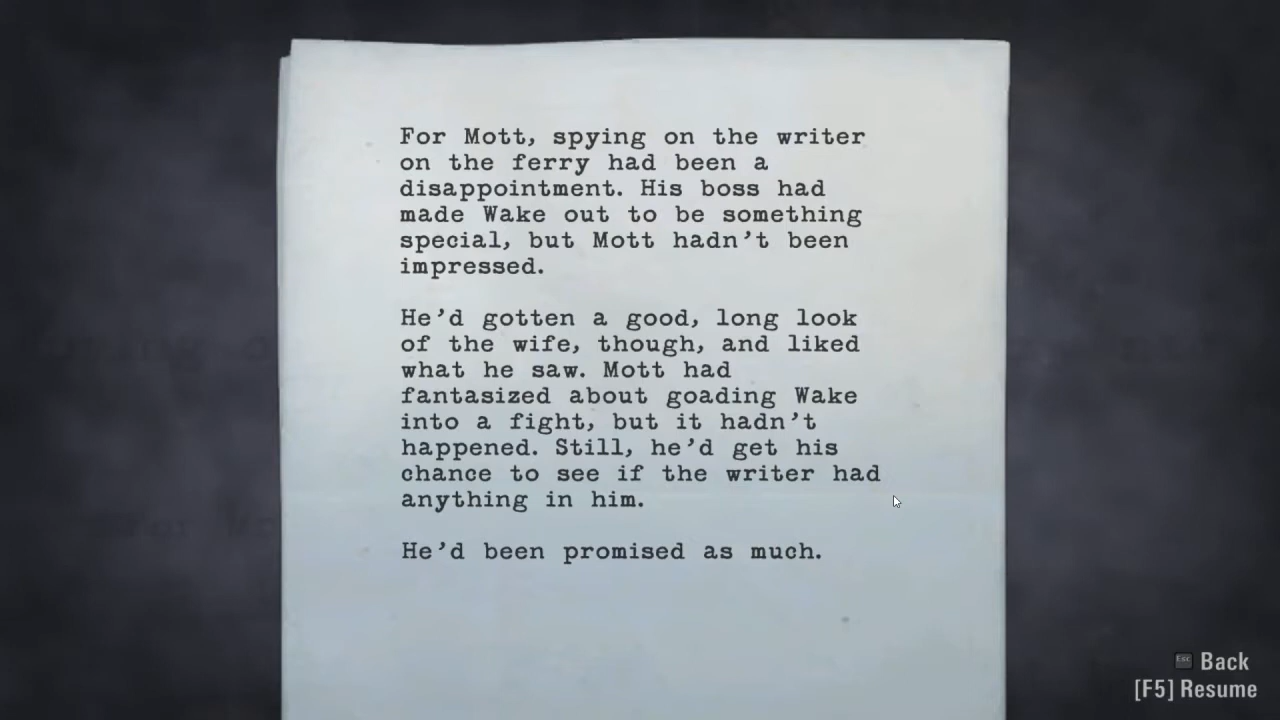 For Mott, spying on the writer
on the ferry had been a
disappointment. His boss had
made Wake out to be something
special, but Mott hadn't been
impressed.
He'd gotten a good, long look
of the wife, though, and liked
what he saw. Mott had
fantasized about goading Wake
into a fight, but it hadn't
happened. Still, he'd get his
chance to see if the writer had
anything in him.
He'd been promised as much.
Esc Back
[F5] Resume